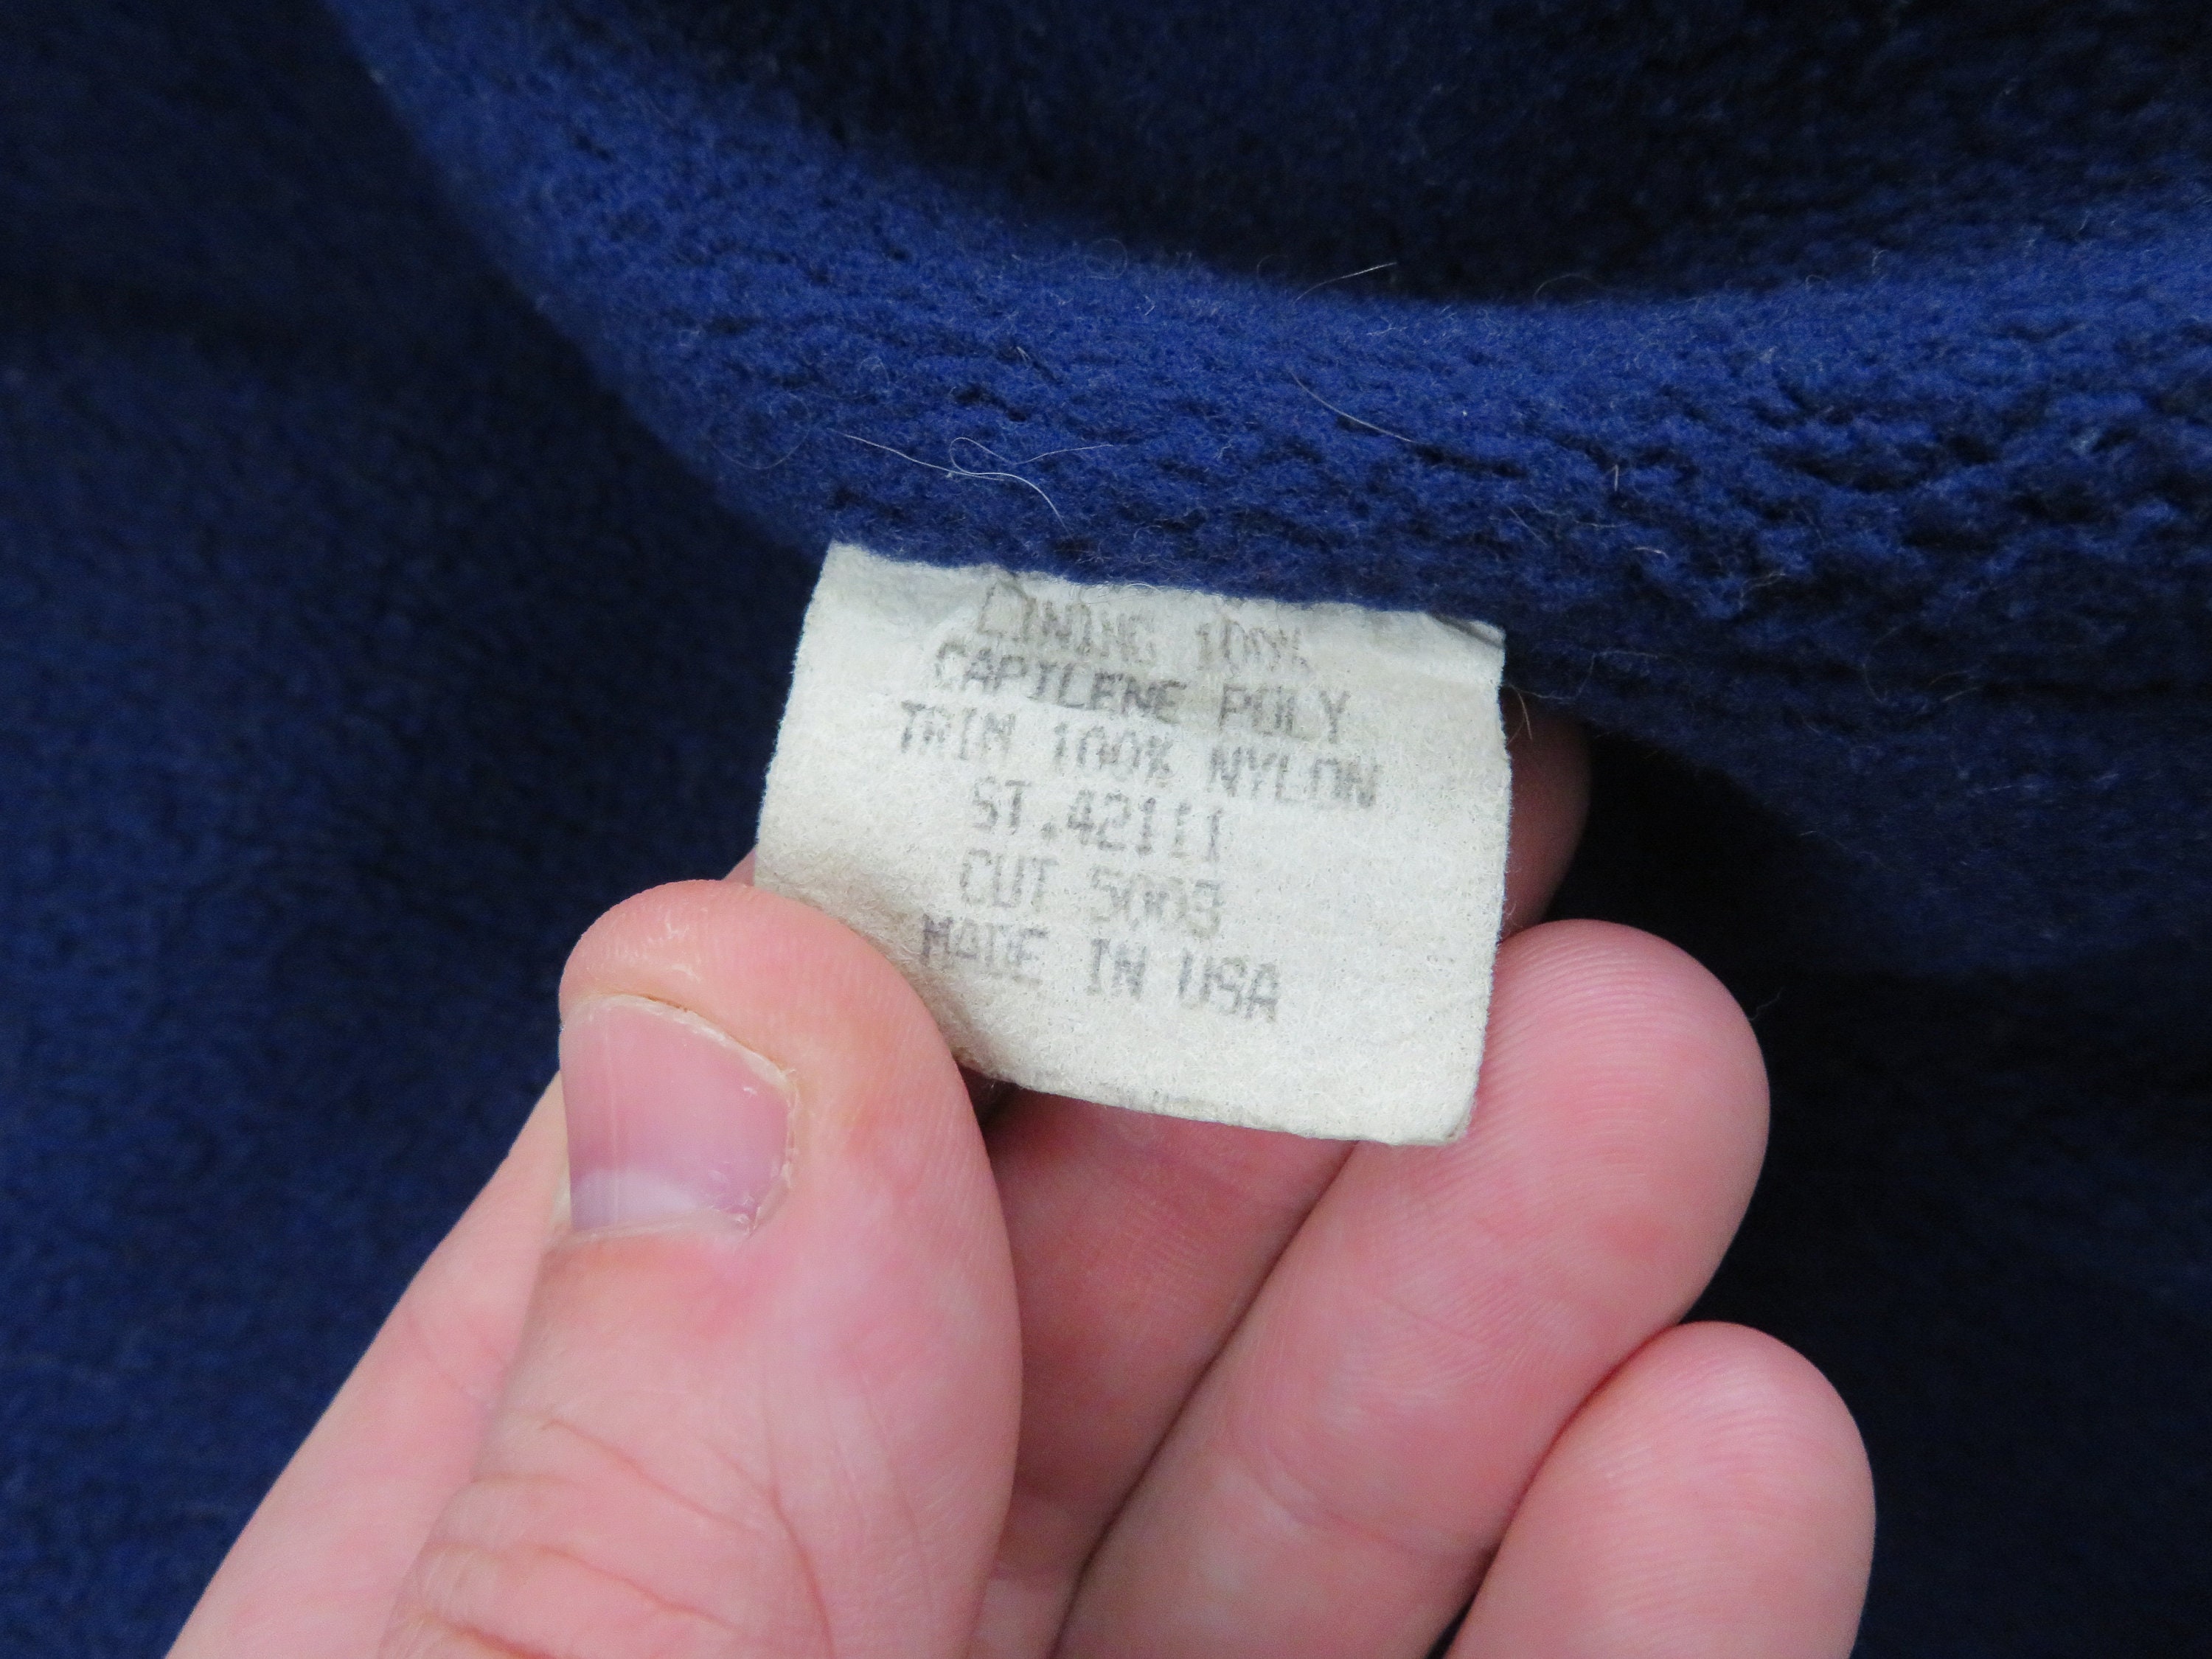 LINING 100%
CAPILENE POLY
TRIM 100% NYLON
ST.42111
CUT 5003
MADE IN USA